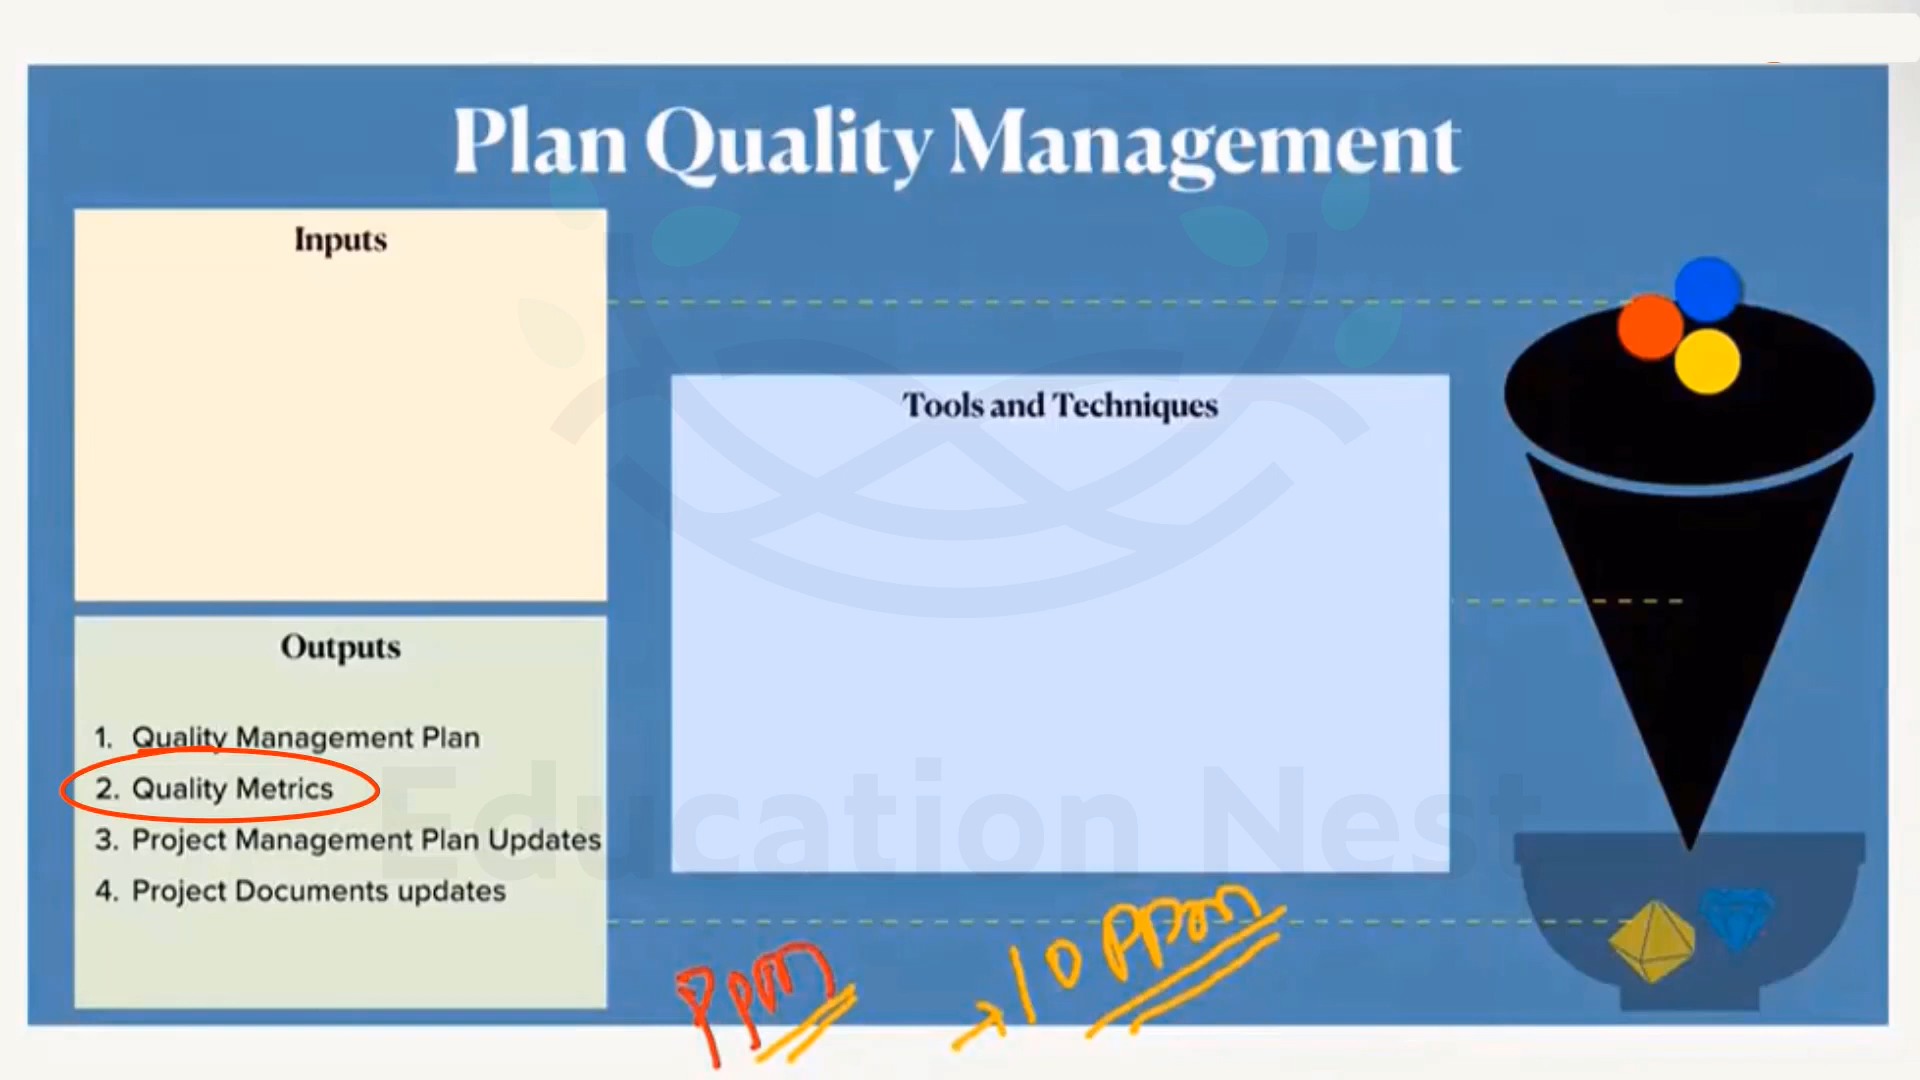 Plan Quality Management
Inputs
Tools and Techniques
Outputs
1. Quality Management Plan
2. Quality Metrics
3. Project Management Plan Updates
4. Project Documents updates
Education Nest
PPM
→ 10 PPM